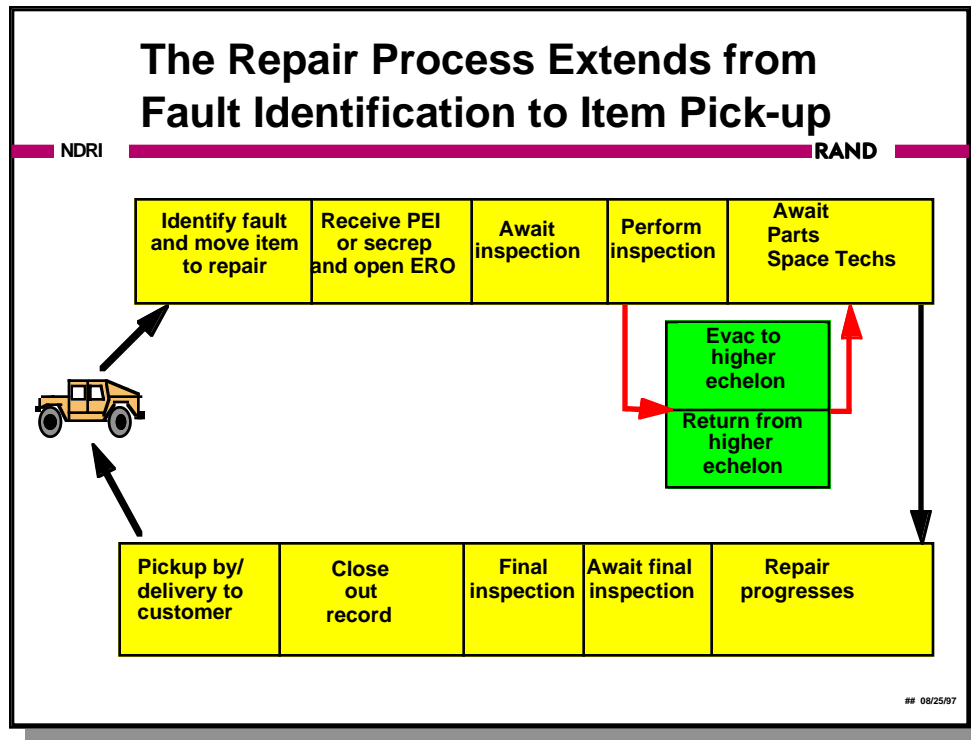 The Repair Process Extends from
Fault Identification to Item Pick-up
NDRI
RAND
Identify fault
and move item
to repair
Receive PEI
or secrep
and open ERO
Await
inspection
Perform
inspection
Await
Parts
Space Techs
Evac to
higher
echelon
Return from
higher
echelon
Pickup by/
delivery to
customer
Close
out
record
Final
inspection
Await final
inspection
Repair
progresses
## 08/25/97